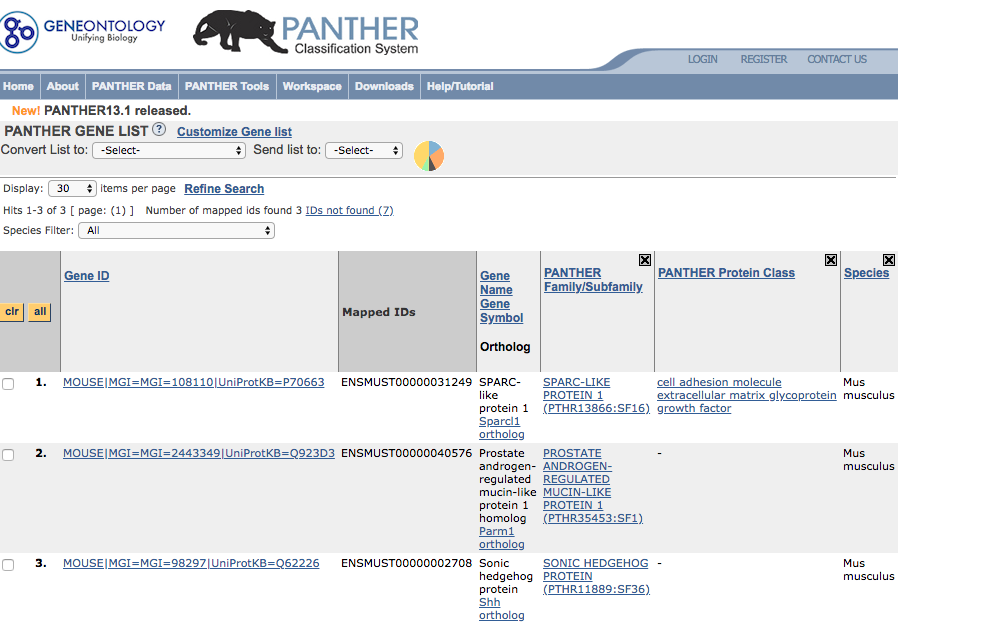 GENEONTOLOGY
Unifying Biology
PANTHER
Classification System
LOGIN REGISTER CONTACT US
Home About PANTHER Data PANTHER Tools Workspace Downloads Help/Tutorial
New! PANTHER13.1 released.
PANTHER GENE LIST ? Customize Gene list
Convert List to: -Select- Send list to: -Select-
Display: 30 items per page Refine Search
Hits 1-3 of 3 [ page: (1) ] Number of mapped ids found 3 IDs not found (7)
Species Filter: All
clr all
Gene ID
Mapped IDs
Gene
Name
Gene
Symbol
Ortholog
PANTHER
Family/Subfamily
PANTHER Protein Class
Species
1. MOUSE|MGI=MGI=108110|UniProtKB=P70663 ENSMUST00000031249
SPARC-
like
protein 1
Sparcl1
ortholog
SPARC-LIKE
PROTEIN 1
(PTHR13866:SF16)
cell adhesion molecule
extracellular matrix glycoprotein
growth factor
Mus
musculus
2. MOUSE|MGI=MGI=2443349|UniProtKB=Q923D3 ENSMUST00000040576
Prostate
androgen-
regulated
mucin-like
protein 1
homolog
Parm1
ortholog
PROSTATE
ANDROGEN-
REGULATED
MUCIN-LIKE
PROTEIN 1
(PTHR35453:SF1)
-
Mus
musculus
3. MOUSE|MGI=MGI=98297|UniProtKB=Q62226 ENSMUST00000002708
Sonic
hedgehog
protein
Shh
ortholog
SONIC HEDGEHOG
PROTEIN
(PTHR11889:SF36)
-
Mus
musculus